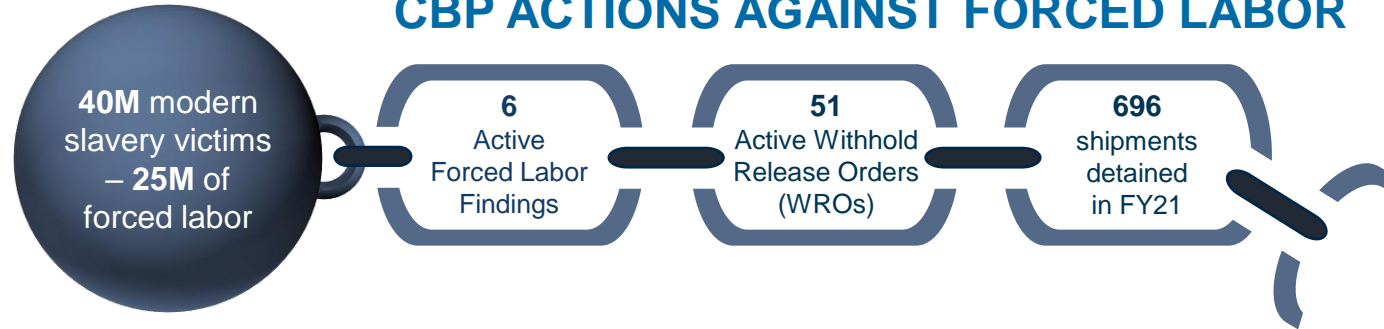 CBP ACTIONS AGAINST FORCED LABOR
40M modern
slavery victims
– 25M of
forced labor
6
Active
Forced Labor
Findings
51
Active Withhold
Release Orders
(WROs)
696
shipments
detained
in FY21